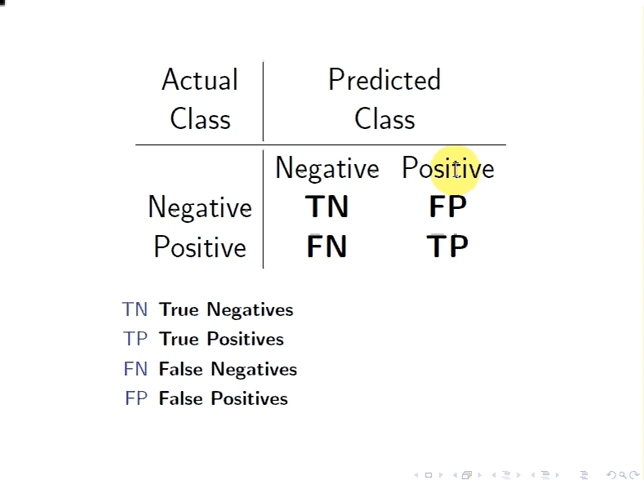 Actual Predicted
Class Class
Negative Positive
Negative TN FP
Positive FN TP
TN True Negatives
TP True Positives
FN False Negatives
FP False Positives